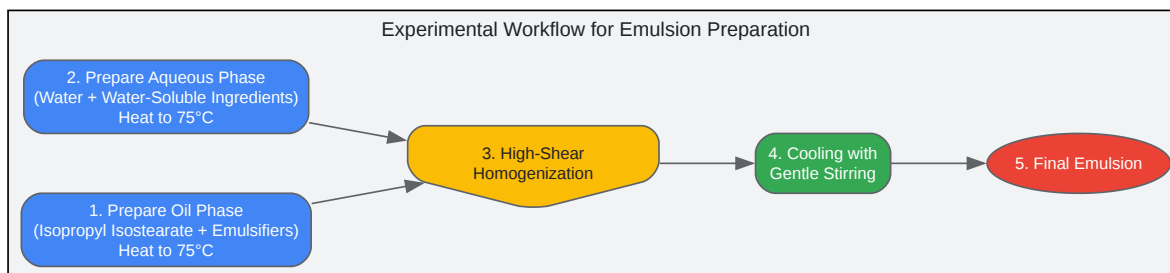 Experimental Workflow for Emulsion Preparation
2. Prepare Aqueous Phase
(Water + Water-Soluble Ingredients)
Heat to 75°C
1. Prepare Oil Phase
(Isopropyl Isostearate + Emulsifiers)
Heat to 75°C
3. High-Shear
Homogenization
4. Cooling with
Gentle Stirring
5. Final Emulsion